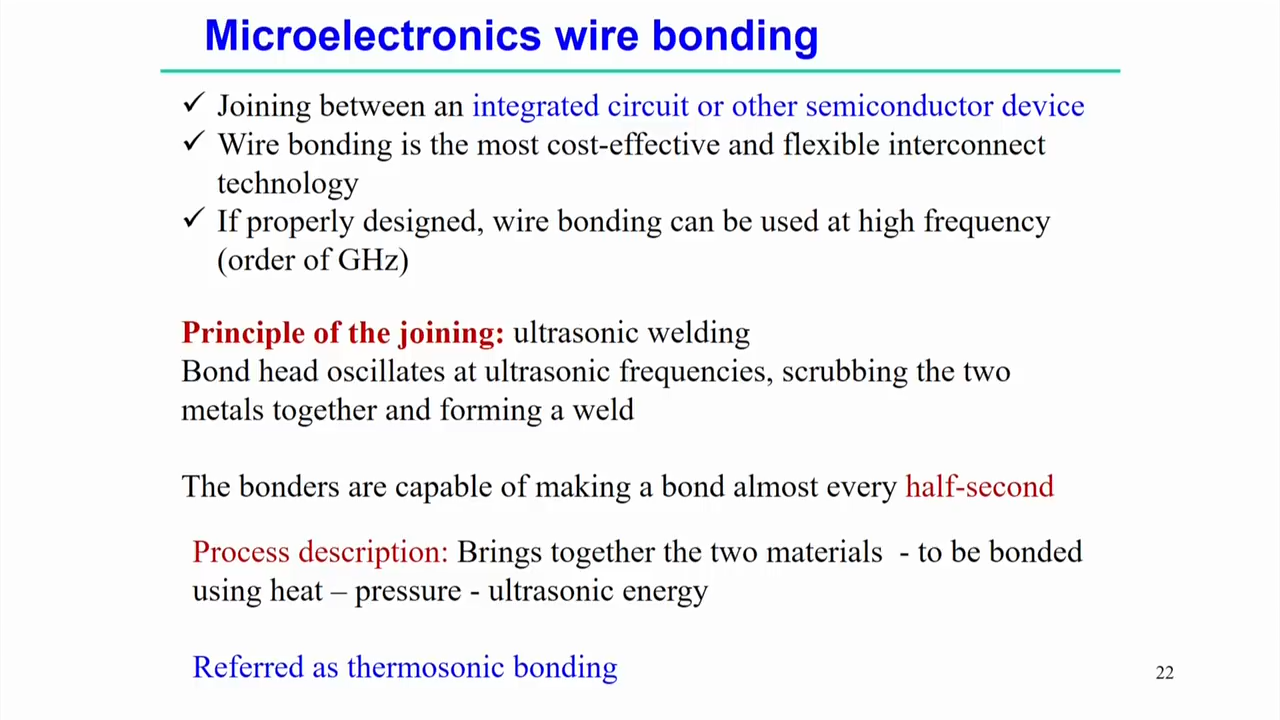 Microelectronics wire bonding
✓ Joining between an integrated circuit or other semiconductor device
✓ Wire bonding is the most cost-effective and flexible interconnect
technology
✓ If properly designed, wire bonding can be used at high frequency
(order of GHz)
Principle of the joining: ultrasonic welding
Bond head oscillates at ultrasonic frequencies, scrubbing the two
metals together and forming a weld
The bonders are capable of making a bond almost every half-second
Process description: Brings together the two materials - to be bonded
using heat – pressure - ultrasonic energy
Referred as thermosonic bonding
22